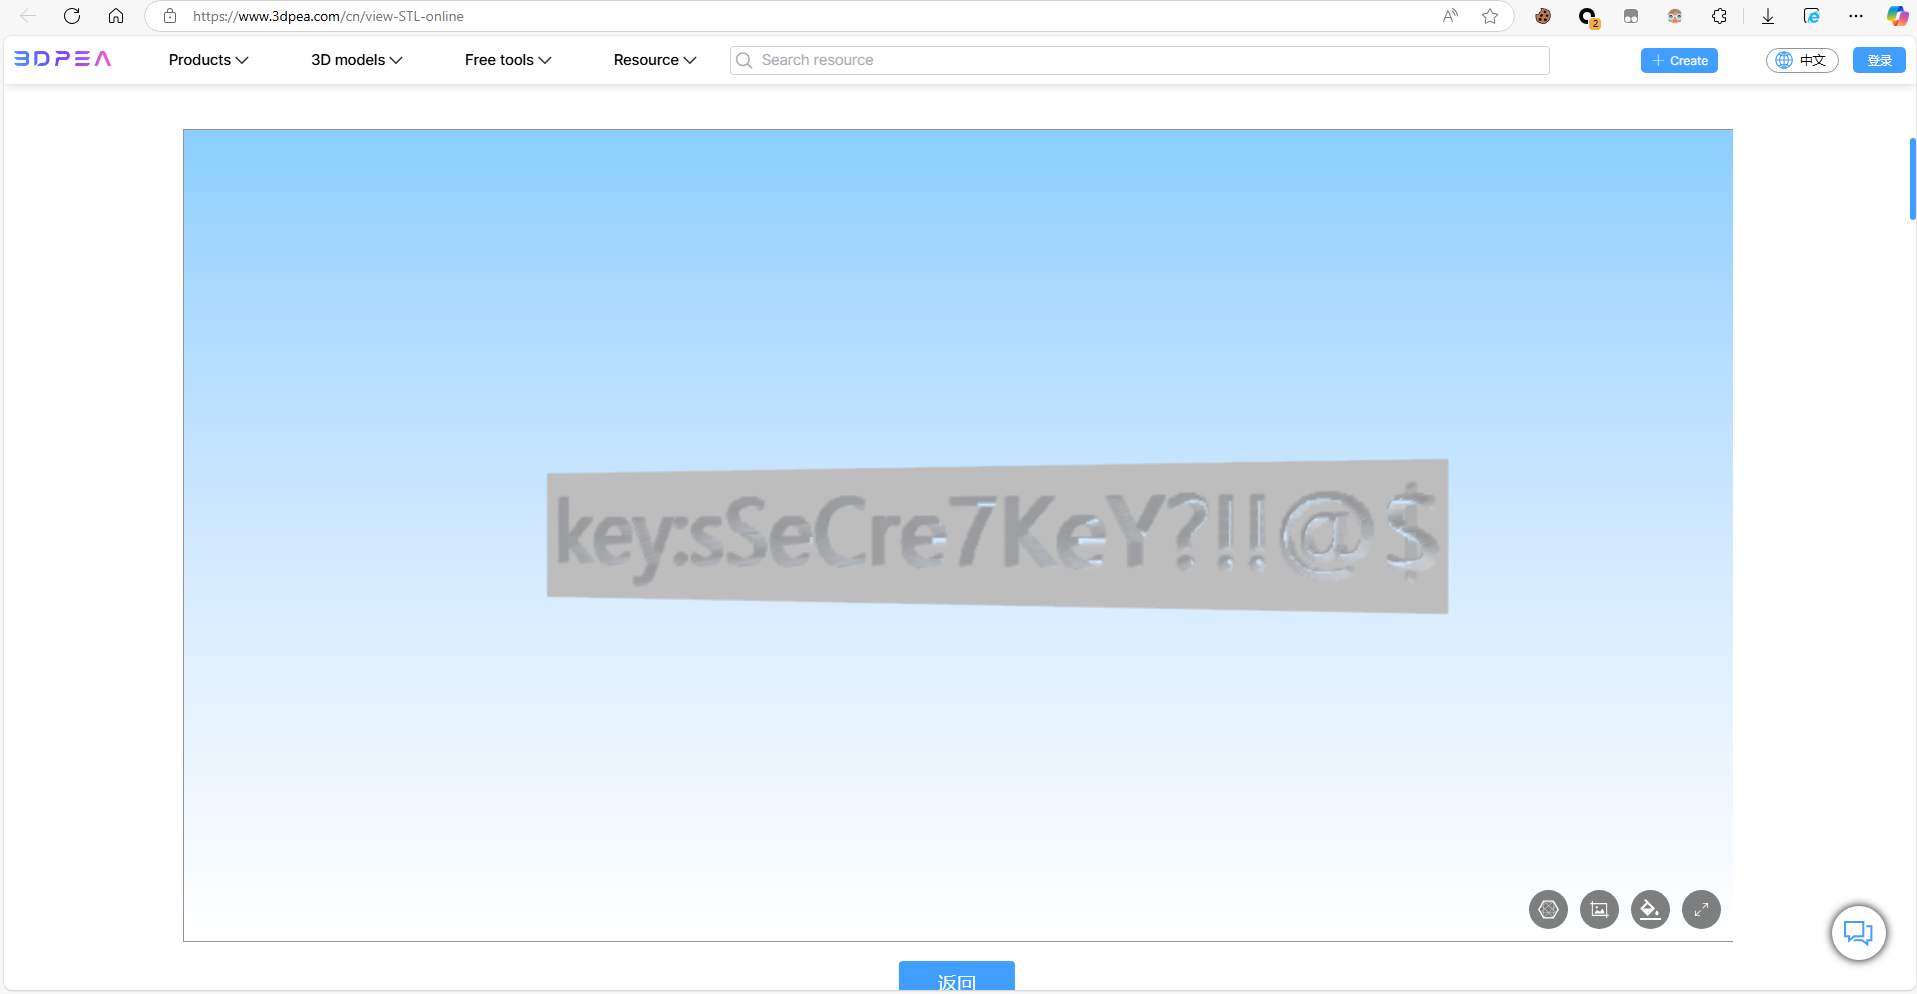 https://www.3dpea.com/cn/view-STL-online
2
3DPEA
Products
3D models
Free tools
Resource
Search resource
Create
中文
登录
key:sSeCre7KeY?!!@$
返回